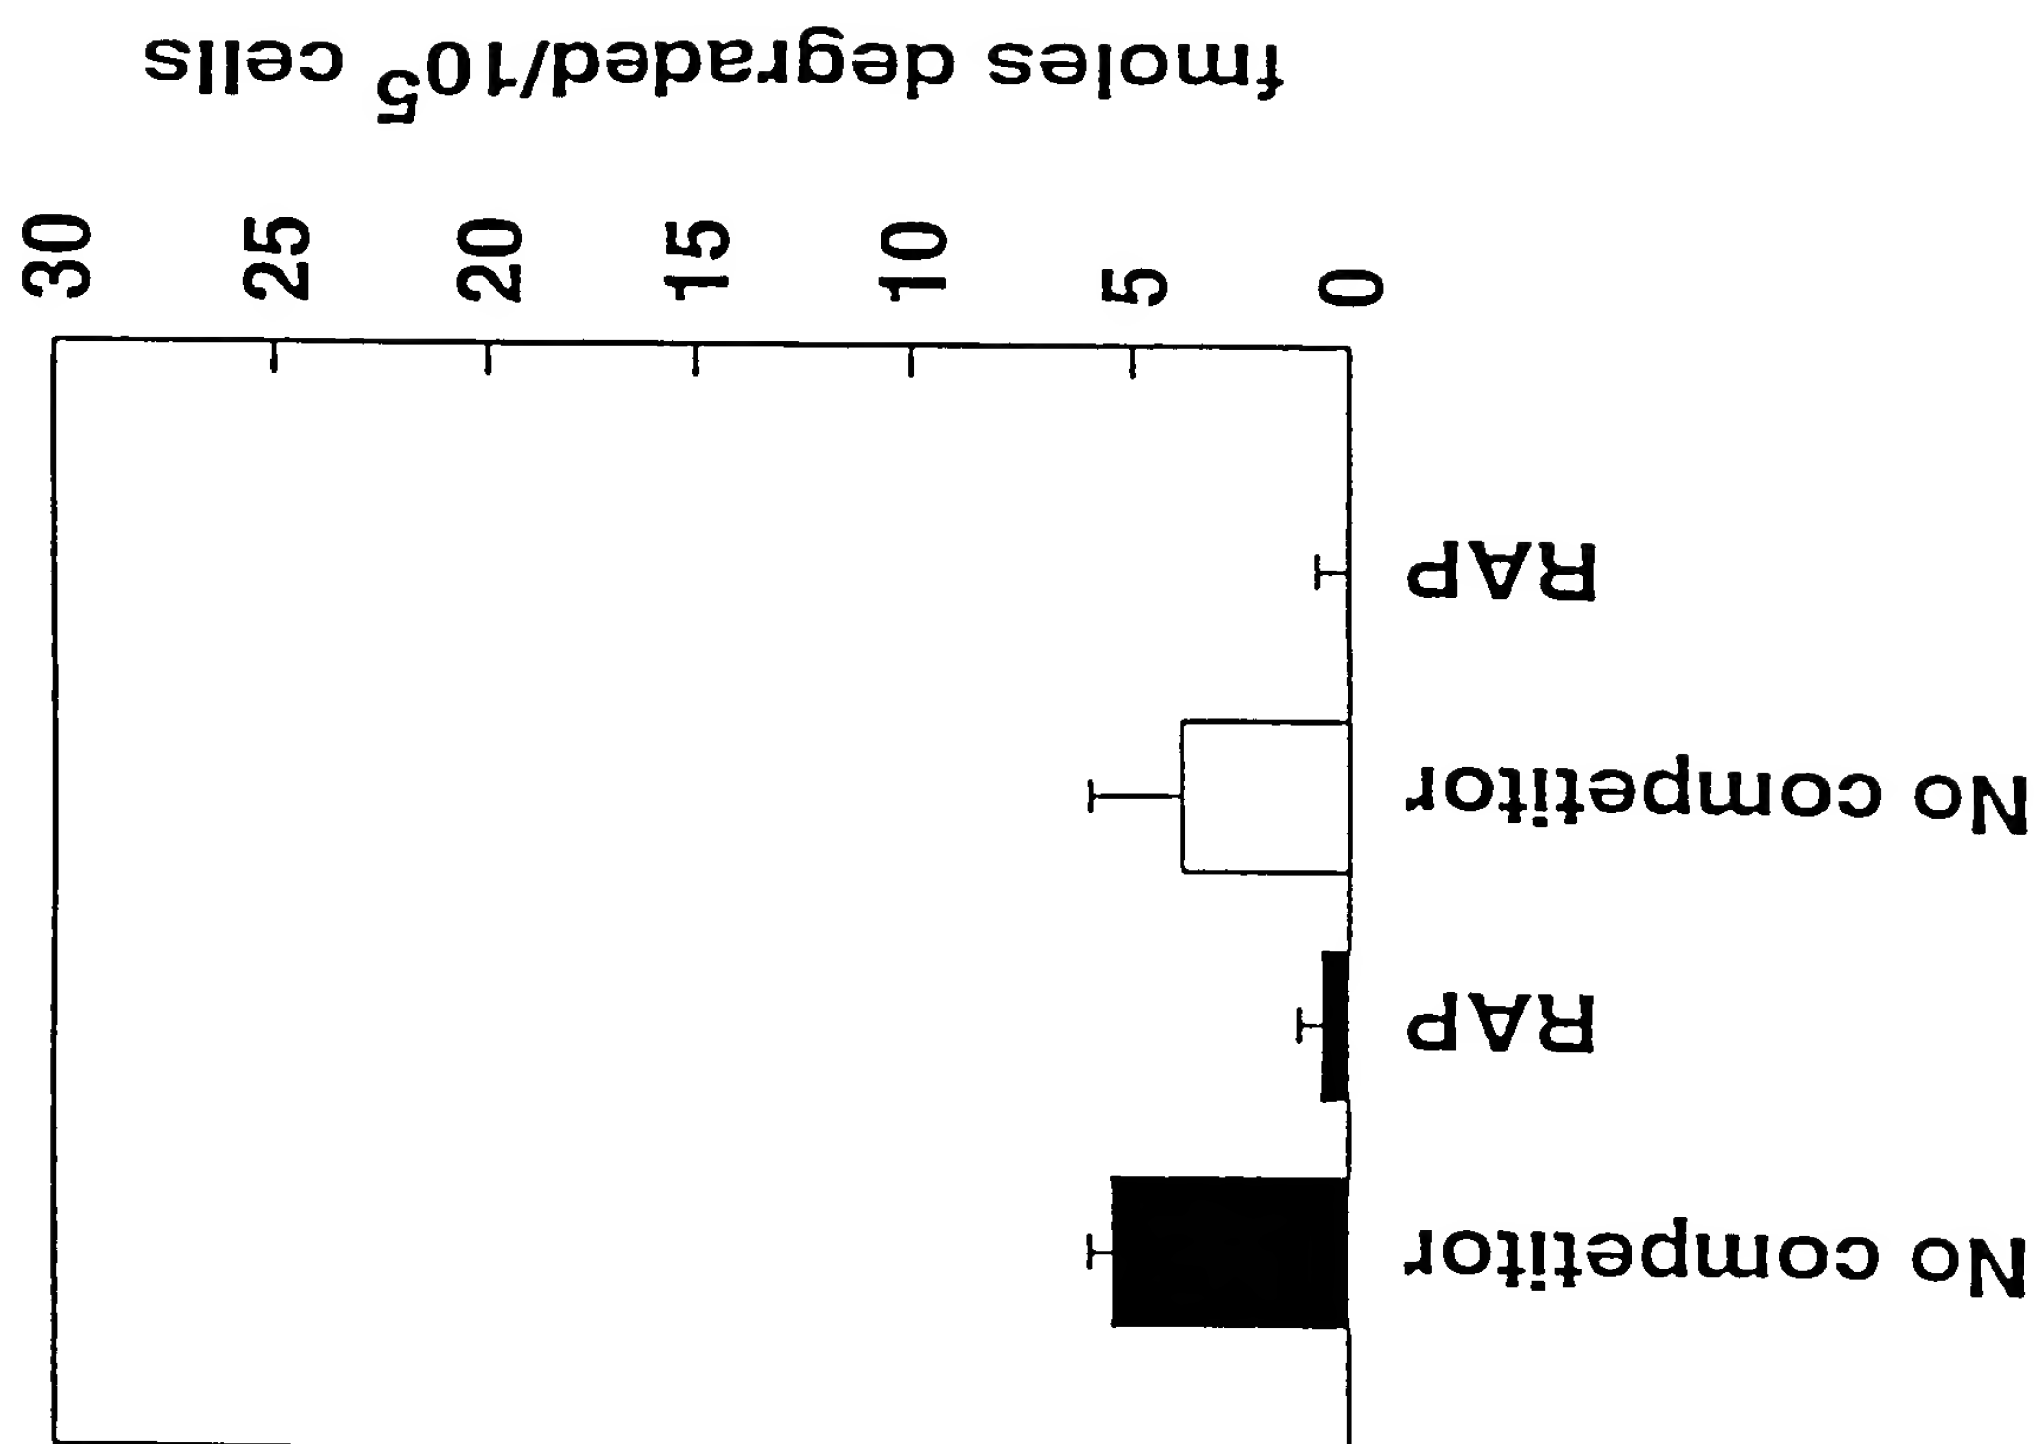 fmoles degraded/10⁵ cells
30
25
20
15
10
5
0
RAP
No competitor
RAP
No competitor